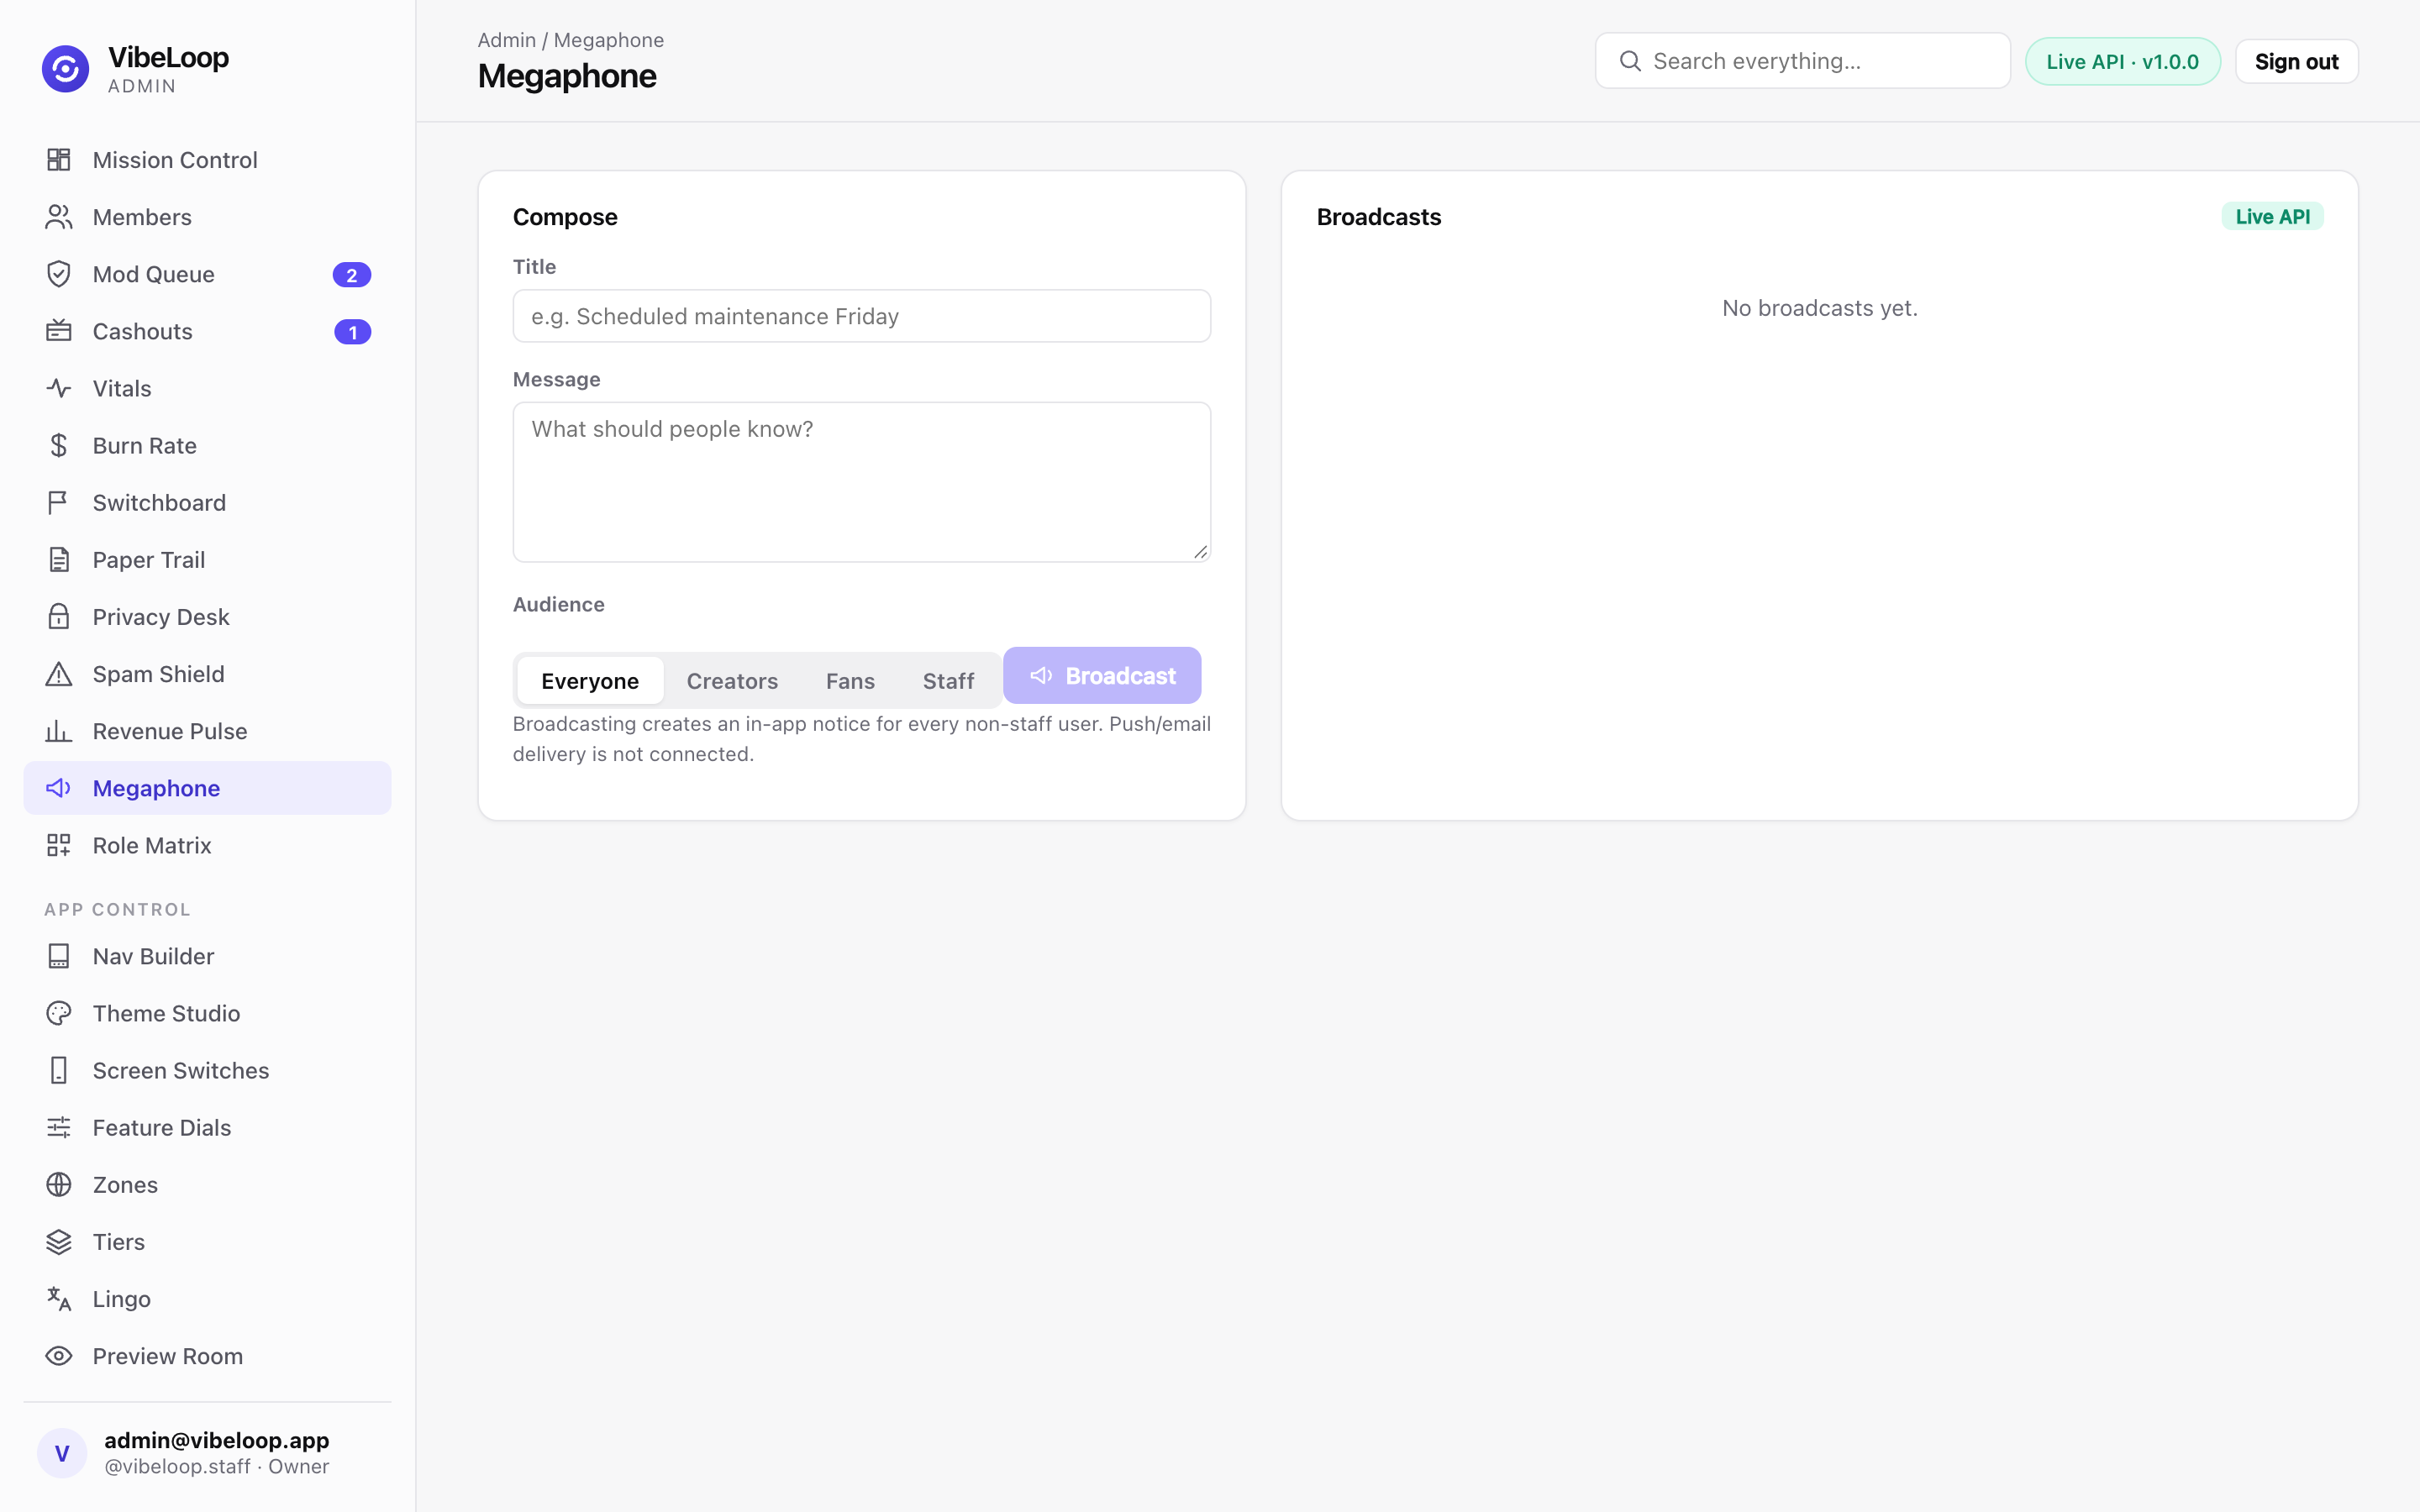 VibeLoop
ADMIN
Mission Control
Members
Mod Queue 2
Cashouts 1
Vitals
Burn Rate
Switchboard
Paper Trail
Privacy Desk
Spam Shield
Revenue Pulse
Megaphone
Role Matrix
APP CONTROL
Nav Builder
Theme Studio
Screen Switches
Feature Dials
Zones
Tiers
Lingo
Preview Room
V
admin@vibeloop.app
@vibeloop.staff · Owner
Admin / Megaphone
Megaphone
Search everything...
Live API · v1.0.0
Sign out
Compose
Title
e.g. Scheduled maintenance Friday
Message
What should people know?
Audience
Everyone Creators Fans Staff Broadcast
Broadcasting creates an in-app notice for every non-staff user. Push/email
delivery is not connected.
Broadcasts
Live API
No broadcasts yet.